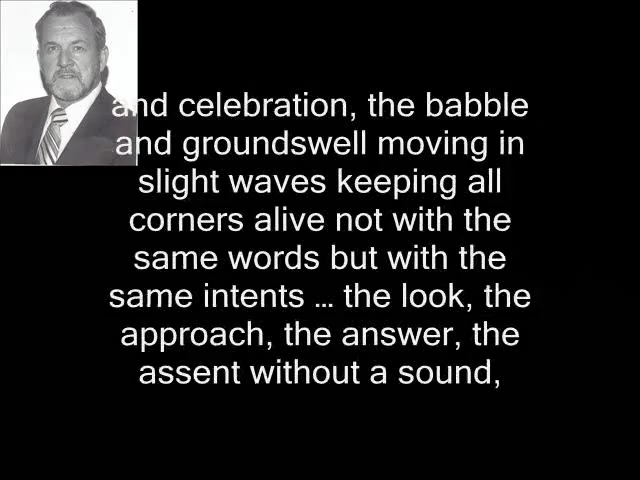 and celebration, the babble
and groundswell moving in
slight waves keeping all
corners alive not with the
same words but with the
same intents ... the look, the
approach, the answer, the
assent without a sound,